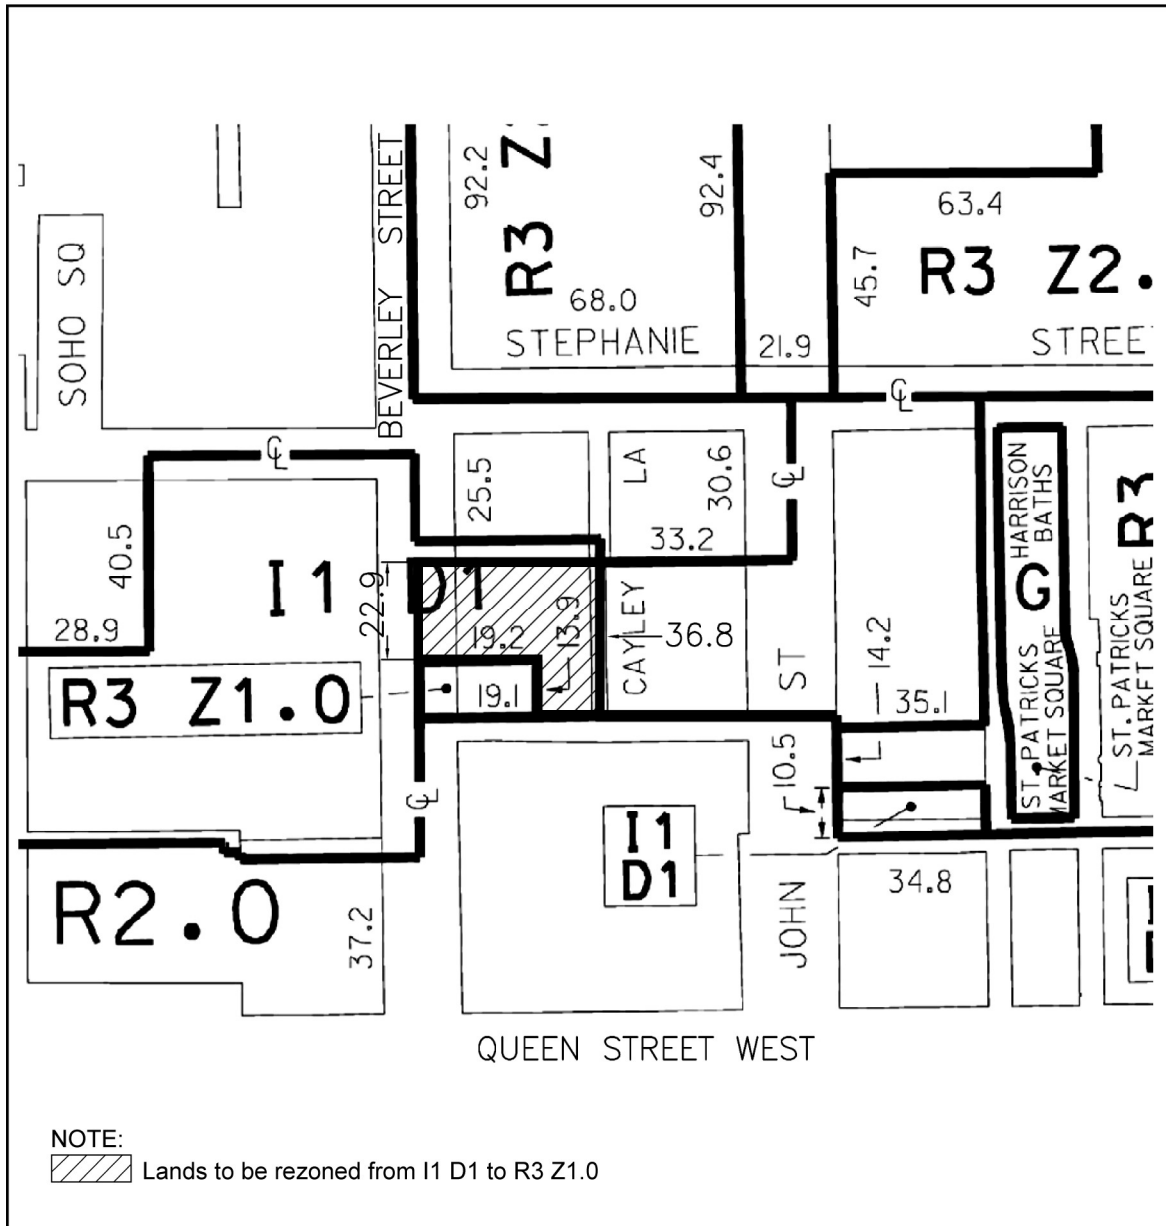 BEVERLEY STREET
92.2
R3 Z
92.4
63.4
SOHO SQ
45.7
R3 Z2.
68.0
STEPHANIE
21.9
STREET
C L
C L
25.5
LA
30.6
C L
HARRISON
BATHS
R3
40.5
33.2
I1 D1
G
22.9
28.9
19.2
13.9
CAYLEY
36.8
14.2
ST. PATRICKS
MARKET SQUARE
ST. PATRICKS
MARKET SQUARE
R3 Z1.0
19.1
ST
35.1
10.5
C L
I1
D1
R2.0
37.2
JOHN
34.8
QUEEN STREET WEST
NOTE:
Lands to be rezoned from I1 D1 to R3 Z1.0